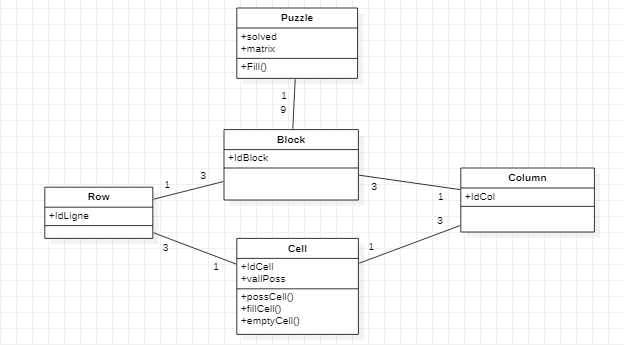 Puzzle
+solved
+matrix
+Fill()
1
9
Block
+IdBlock
3
1
3
1
Row
+IdLigne
Column
+IdCol
3
1
1
3
Cell
+IdCell
+vallPoss
+possCell()
+fillCell()
+emptyCell()